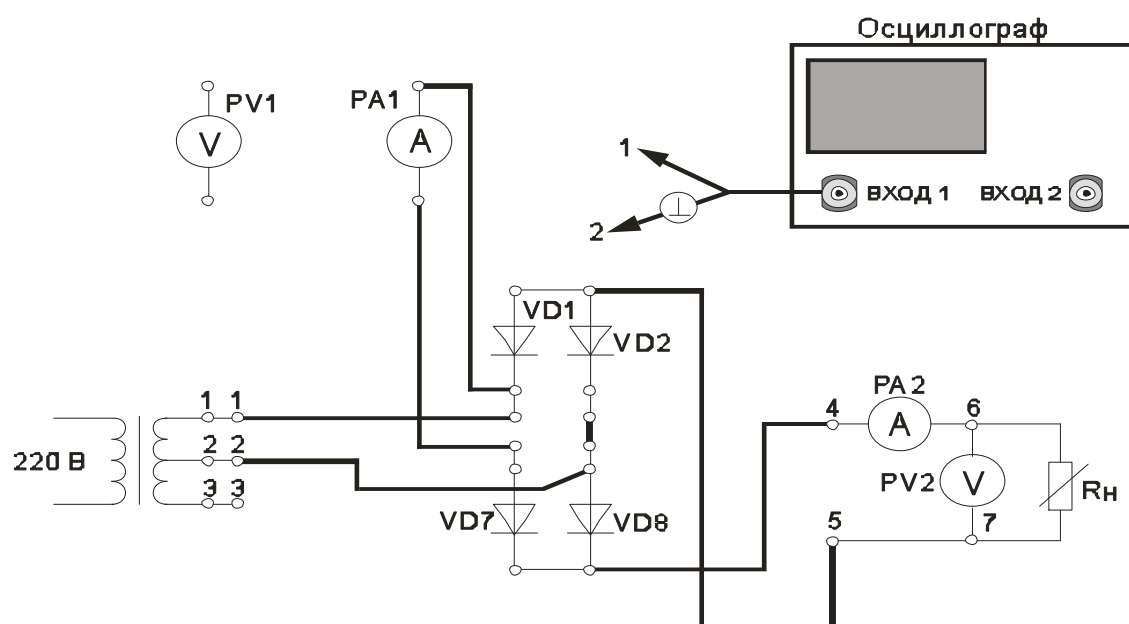 Осциллограф
PV1
V
PA1
A
1
2
ВХОД 1
ВХОД 2
VD1
VD2
220 В
1 1
2 2
3 3
VD7
VD8
PA2
4
A
6
PV2
V
5
7
Rн